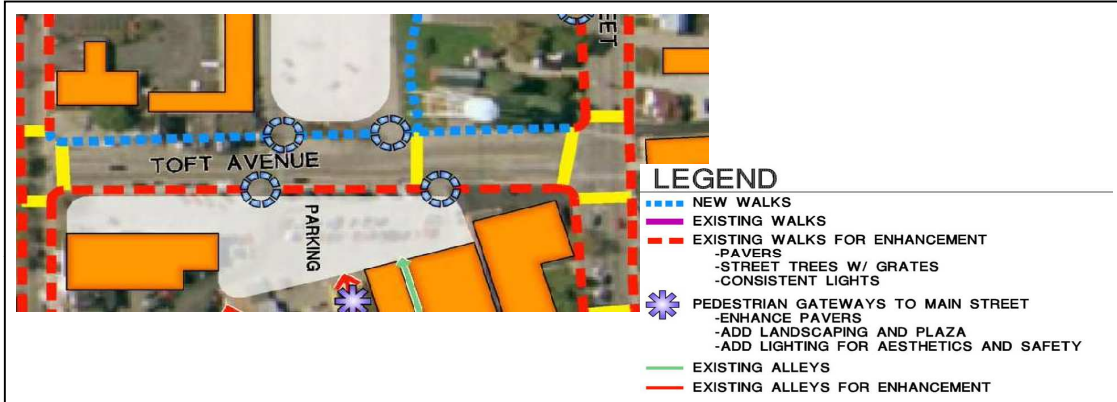 EET
TOFT AVENUE
PARKING
LEGEND
NEW WALKS
EXISTING WALKS
EXISTING WALKS FOR ENHANCEMENT
-PAVERS
-STREET TREES W/ GRATES
-CONSISTENT LIGHTS
PEDESTRIAN GATEWAYS TO MAIN STREET
-ENHANCE PAVERS
-ADD LANDSCAPING AND PLAZA
-ADD LIGHTING FOR AESTHETICS AND SAFETY
EXISTING ALLEYS
EXISTING ALLEYS FOR ENHANCEMENT